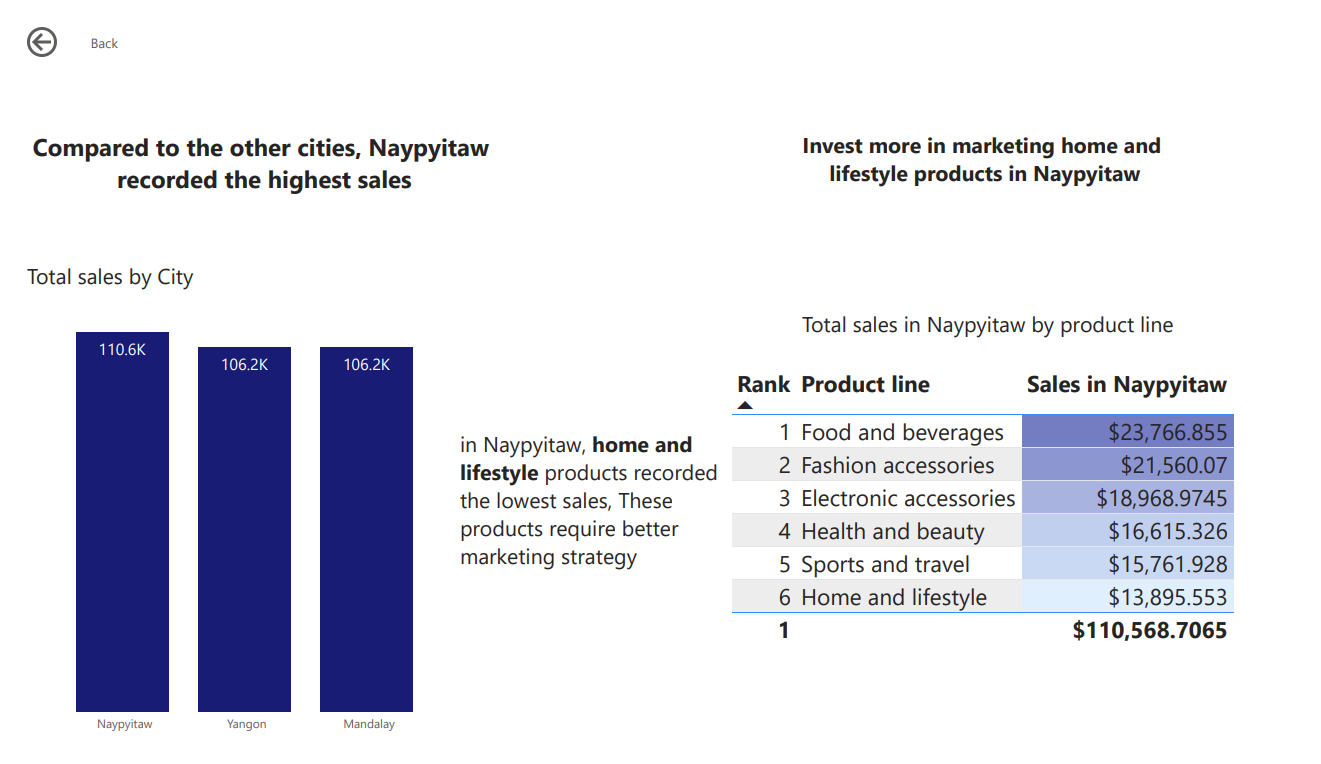 Back
Compared to the other cities, Naypyitaw
recorded the highest sales
Invest more in marketing home and
lifestyle products in Naypyitaw
Total sales by City
110.6K
106.2K
106.2K
Naypyitaw
Yangon
Mandalay
in Naypyitaw, home and
lifestyle products recorded
the lowest sales, These
products require better
marketing strategy
Total sales in Naypyitaw by product line
Rank Product line Sales in Naypyitaw
1 Food and beverages $23,766.855
2 Fashion accessories $21,560.07
3 Electronic accessories $18,968.9745
4 Health and beauty $16,615.326
5 Sports and travel $15,761.928
6 Home and lifestyle $13,895.553
1 $110,568.7065